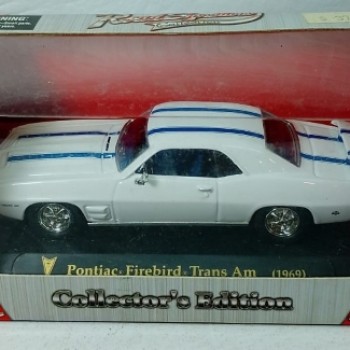 WARNING
Road Signature
Pontiac Firebird Trans Am (1969)
Collector's Edition